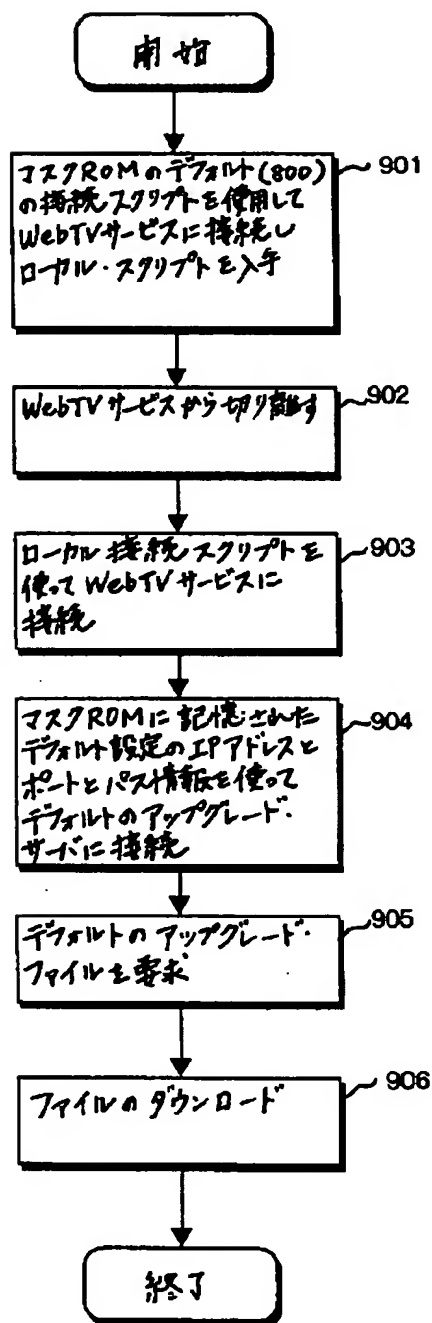 開始
マスクROMのデフォルト(800)
の接続スクリプトを使用して
WebTVサービスに接続し
ローカル・スクリプトを入手
901
WebTVサービスから切り離す
902
ローカル接続スクリプトを
使ってWebTVサービスに
接続
903
マスクROMに記憶された
デフォルト設定のIPアドレスと
ポートとパス情報を使って
デフォルトのアップグレード・
サーバに接続
904
デフォルトのアップグレード・
ファイルを要求
905
ファイルのダウンロード
906
終了